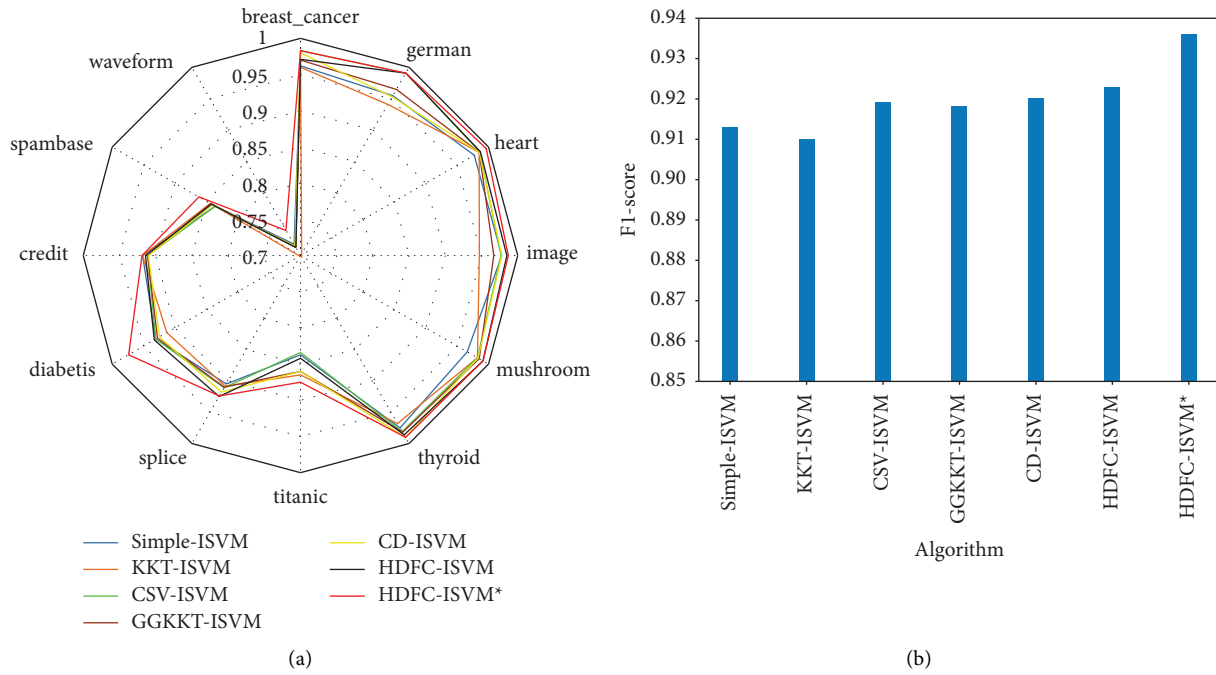 breast_cancer
german
heart
image
mushroom
thyroid
titanic
splice
diabetis
credit
spambase
waveform
1
0.95
0.9
0.85
0.8
0.75
0.7
Simple-ISVM
KKT-ISVM
CSV-ISVM
GGKKT-ISVM
CD-ISVM
HDFC-ISVM
HDFC-ISVM*
(a)
F1-score
0.94
0.93
0.92
0.91
0.90
0.89
0.88
0.87
0.86
0.85
Simple-ISVM
KKT-ISVM
CSV-ISVM
GGKKT-ISVM
CD-ISVM
HDFC-ISVM
HDFC-ISVM*
Algorithm
(b)